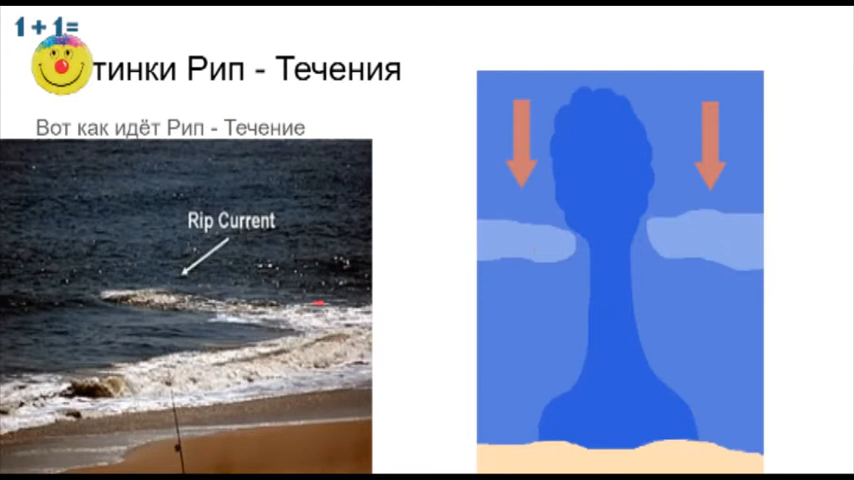 1+1=
тинки Рип - Течения
Вот как идёт Рип - Течение
Rip Current